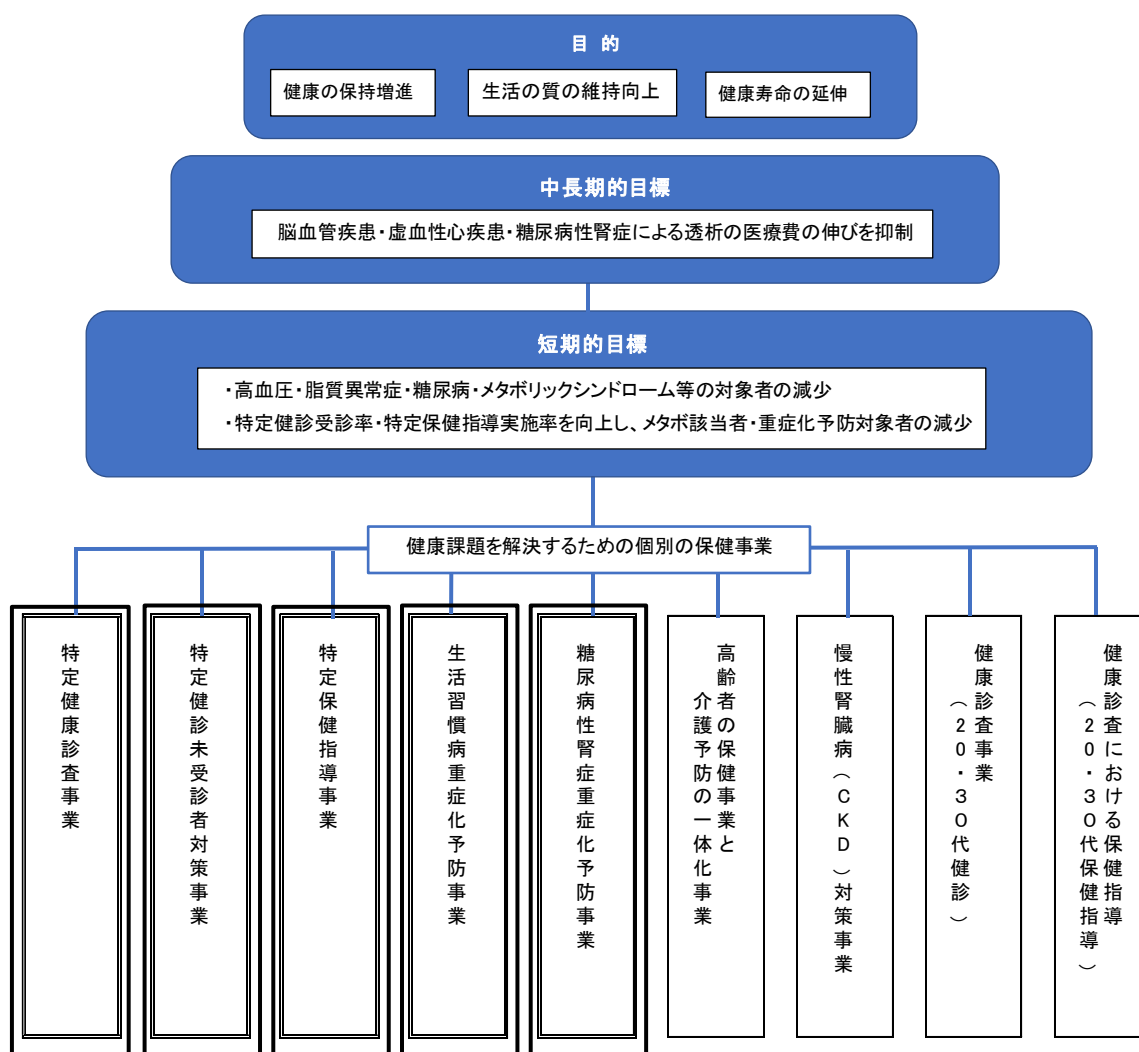 目 的
健康の保持増進
生活の質の維持向上
健康寿命の延伸
中長期的目標
脳血管疾患・虚血性心疾患・糖尿病性腎症による透析の医療費の伸びを抑制
短期的目標
・高血圧・脂質異常症・糖尿病・メタボリックシンドローム等の対象者の減少
・特定健診受診率・特定保健指導実施率を向上し、メタボ該当者・重症化予防対象者の減少
健康課題を解決するための個別の保健事業
特定健康診査事業
特定健診未受診者対策事業
特定保健指導事業
生活習慣病重症化予防事業
糖尿病性腎症重症化予防事業
高齢者の保健事業と
介護予防の一体化事業
慢性腎臓病(CKD)対策事業
健康診査事業
(20・30代健診)
健康診査における保健指導
(20・30代保健指導)